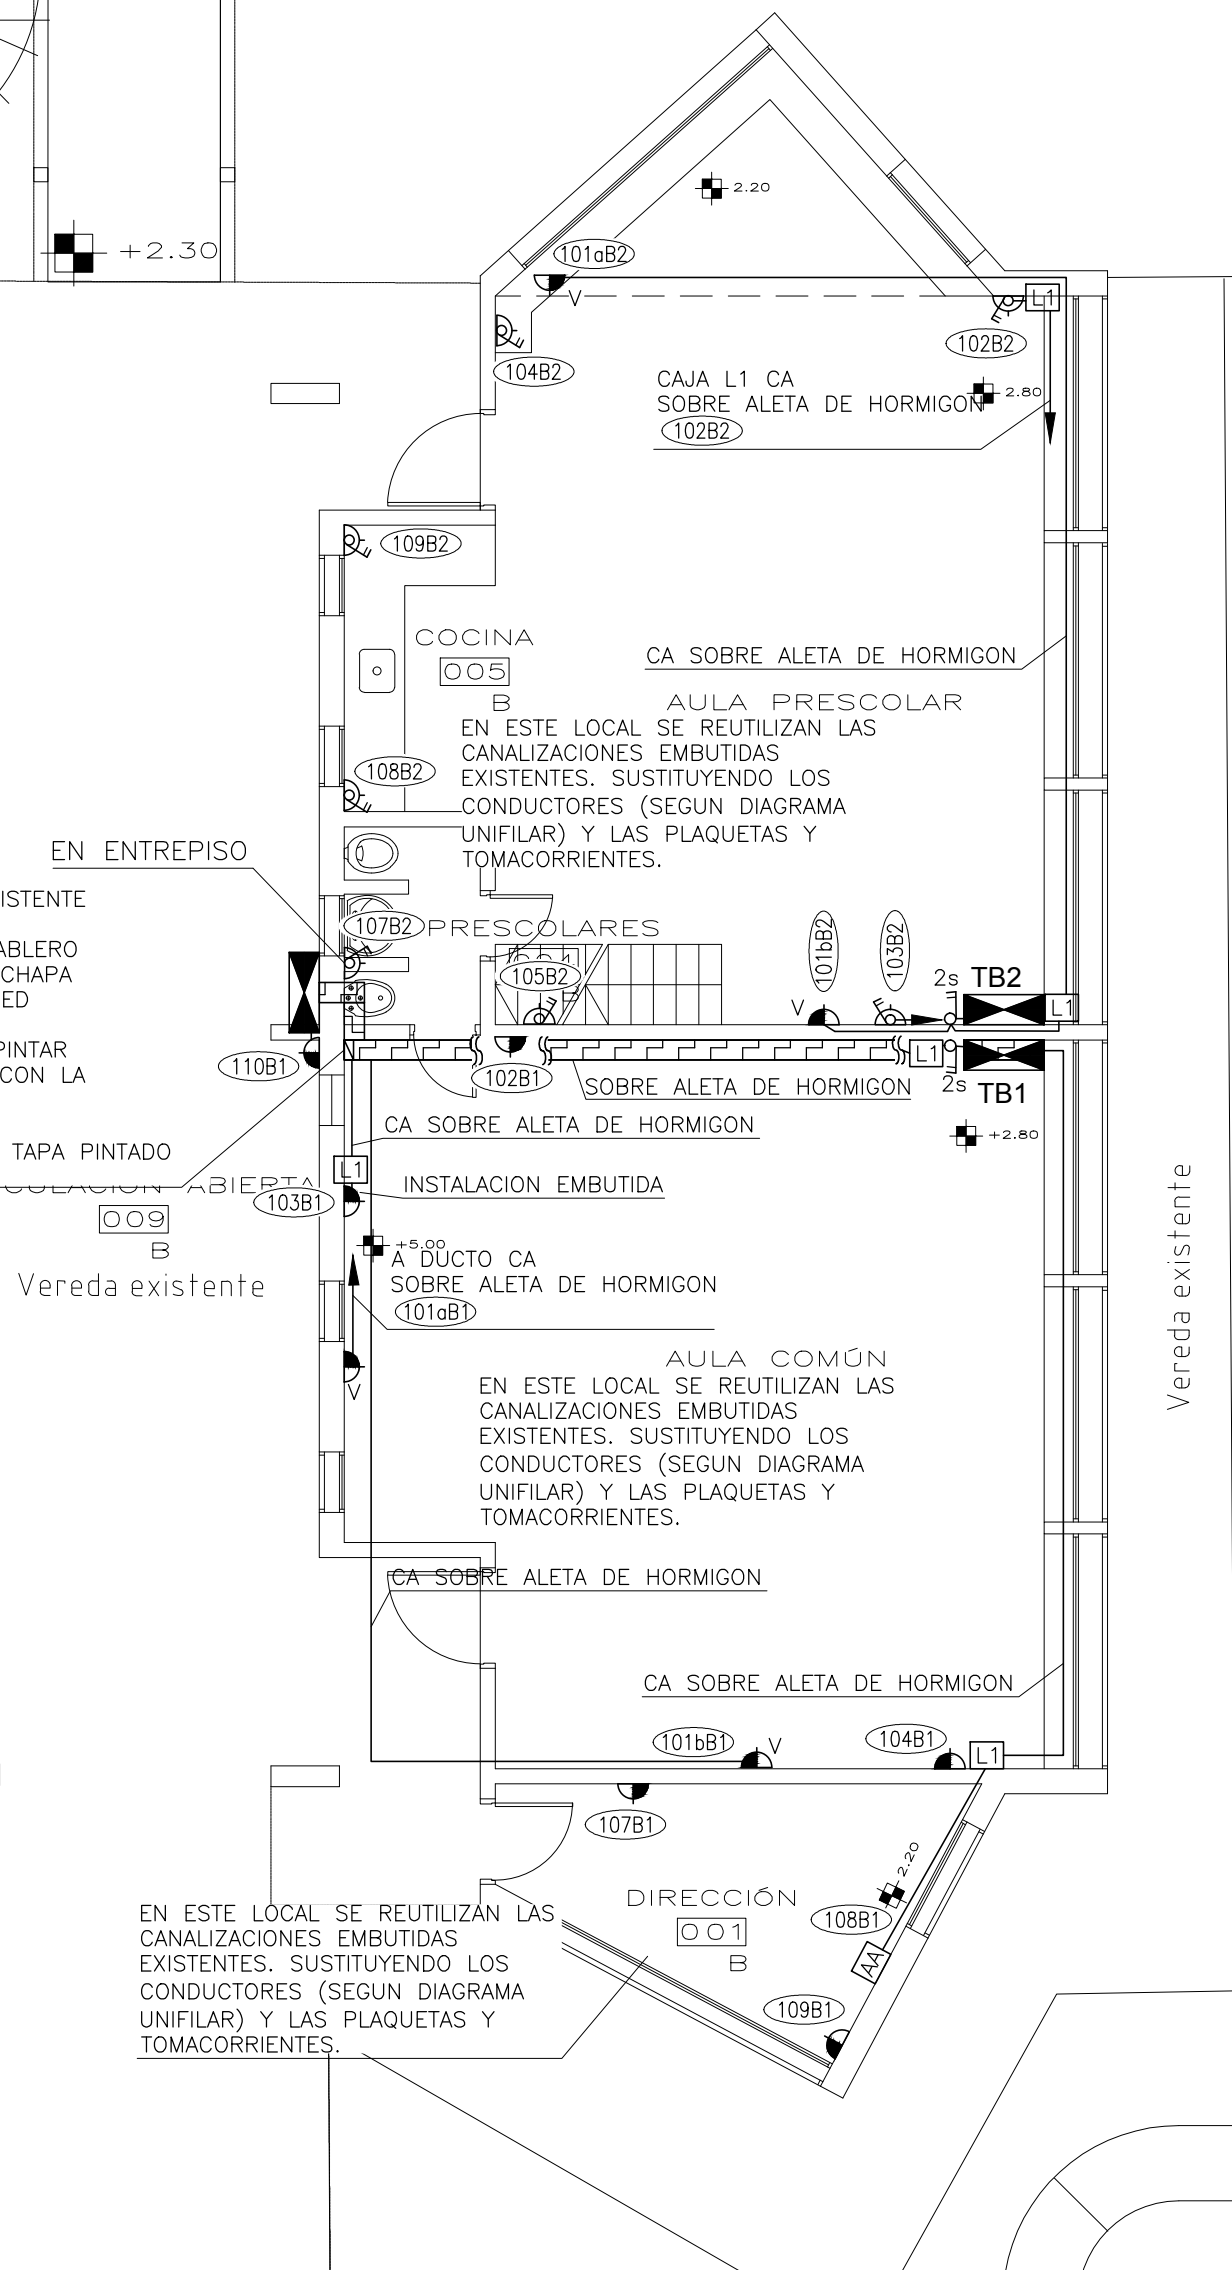 2.20
+2.30
101aB2
V
L1
102B2
104B2
CAJA L1 CA
SOBRE ALETA DE HORMIGON
102B2
2.80
109B2
COCINA
005
B
CA SOBRE ALETA DE HORMIGON
AULA PRESCOLAR
EN ESTE LOCAL SE REUTILIZAN LAS
CANALIZACIONES EMBUTIDAS
EXISTENTES. SUSTITUYENDO LOS
CONDUCTORES (SEGUN DIAGRAMA
UNIFILAR) Y LAS PLAQUETAS Y
TOMACORRIENTES.
108B2
EN ENTREPISO
ISTENTE
ABLERO
CHAPA
ED
PINTAR
CON LA
TAPA PINTADO
107B2
PRESCOLARES
105B2
101bB2
103B2
V
2s
TB2
L1
110B1
102B1
L1
2s
TB1
SOBRE ALETA DE HORMIGON
CA SOBRE ALETA DE HORMIGON
+2.80
L1
ABIERTA
103B1
INSTALACION EMBUTIDA
009
B
Vereda existente
+5.00
A DUCTO CA
SOBRE ALETA DE HORMIGON
101aB1
V
Vereda existente
AULA COMÚN
EN ESTE LOCAL SE REUTILIZAN LAS
CANALIZACIONES EMBUTIDAS
EXISTENTES. SUSTITUYENDO LOS
CONDUCTORES (SEGUN DIAGRAMA
UNIFILAR) Y LAS PLAQUETAS Y
TOMACORRIENTES.
CA SOBRE ALETA DE HORMIGON
CA SOBRE ALETA DE HORMIGON
101bB1
V
104B1
L1
107B1
2.20
DIRECCIÓN
001
B
108B1
AA
109B1
EN ESTE LOCAL SE REUTILIZAN LAS
CANALIZACIONES EMBUTIDAS
EXISTENTES. SUSTITUYENDO LOS
CONDUCTORES (SEGUN DIAGRAMA
UNIFILAR) Y LAS PLAQUETAS Y
TOMACORRIENTES.